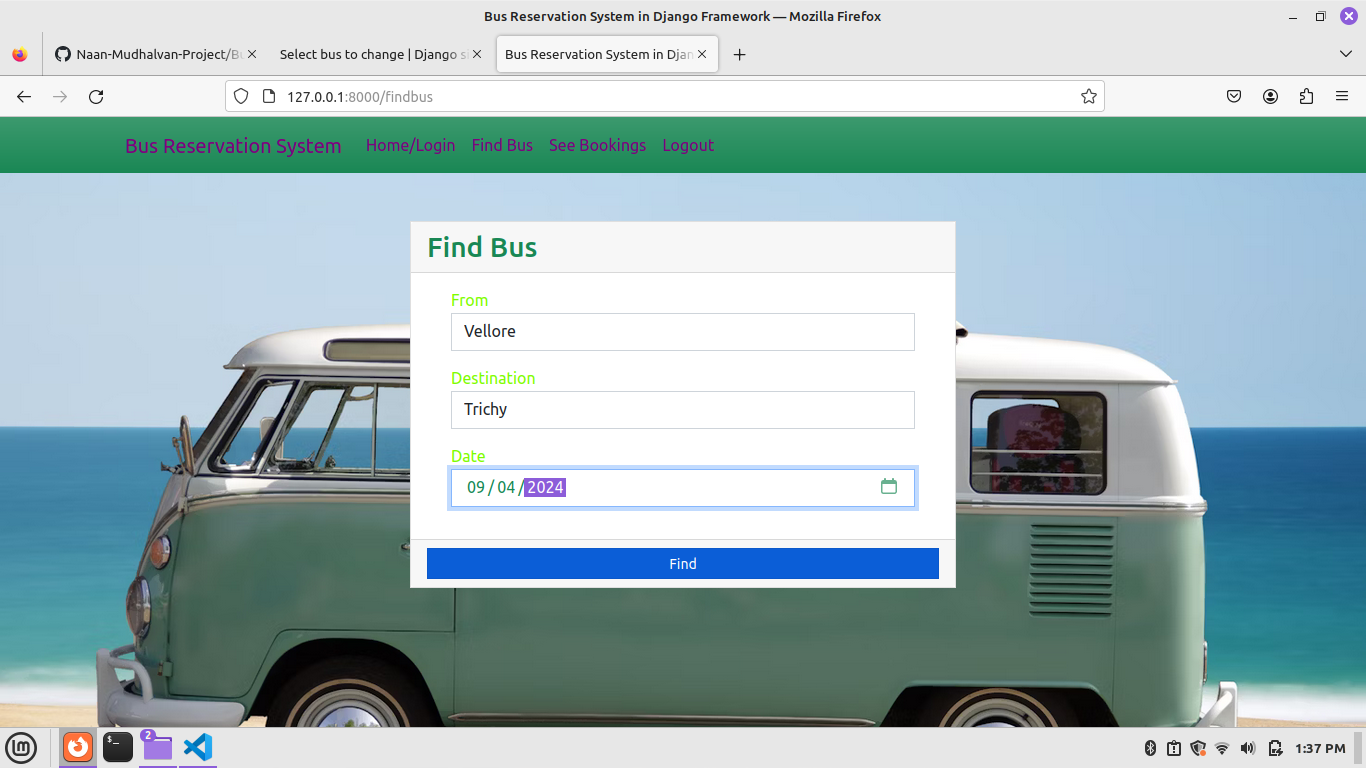 Bus Reservation System in Django Framework — Mozilla Firefox
Naan-Mudhalvan-Project/Bu
Select bus to change | Django si
Bus Reservation System in Djan
127.0.0.1:8000/findbus
Bus Reservation System
Home/Login
Find Bus
See Bookings
Logout
Find Bus
From
Vellore
Destination
Trichy
Date
09/04/2024
Find
$_
2
1:37 PM